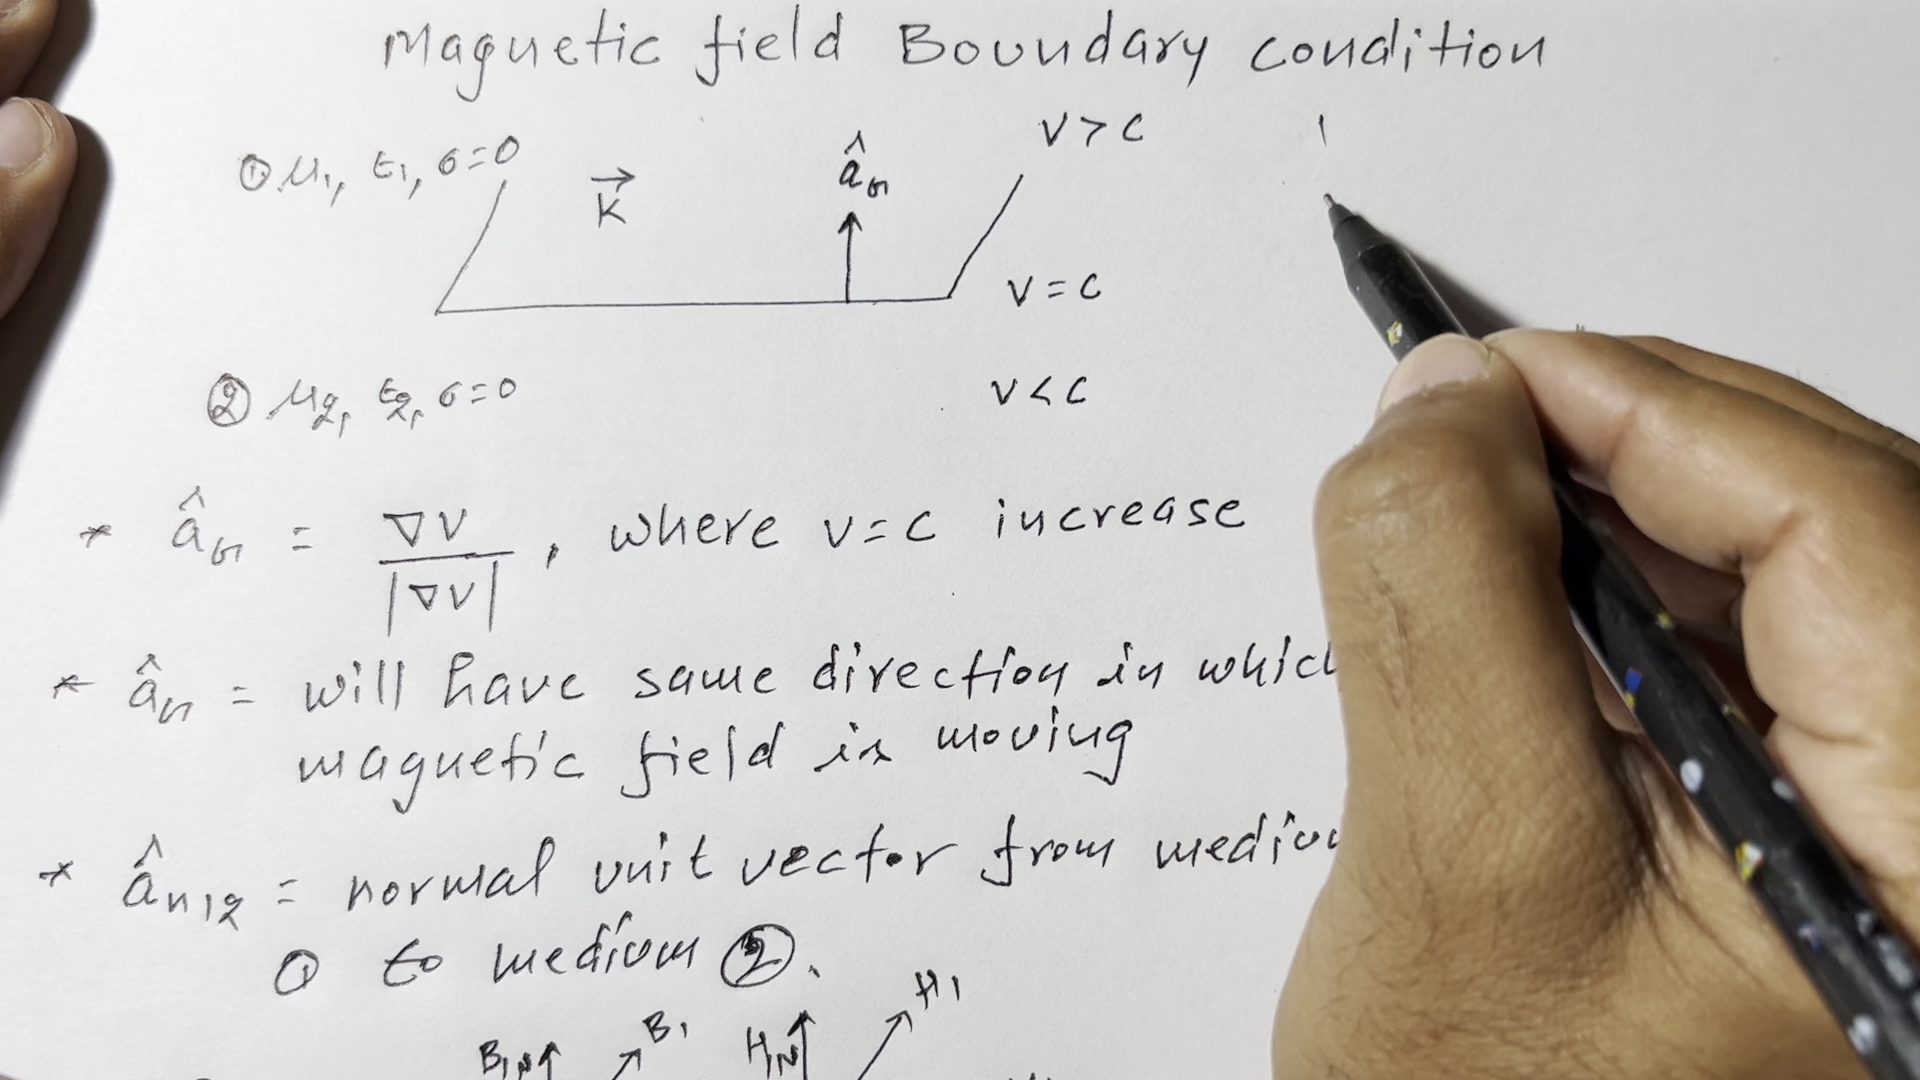 Magnetic field Boundary condition
V > C
① μ₁, ε₁, σ=0
K⃗
â_n
V = C
② μ₂, ε₂, σ=0
V < C
* â_n = ∇V / |∇V| , where V=C increase
* â_n = will have same direction in which
magnetic field is moving
* â_n12 = normal unit vector from
① to medium ②.
B₁N B₁ H₁N H₁